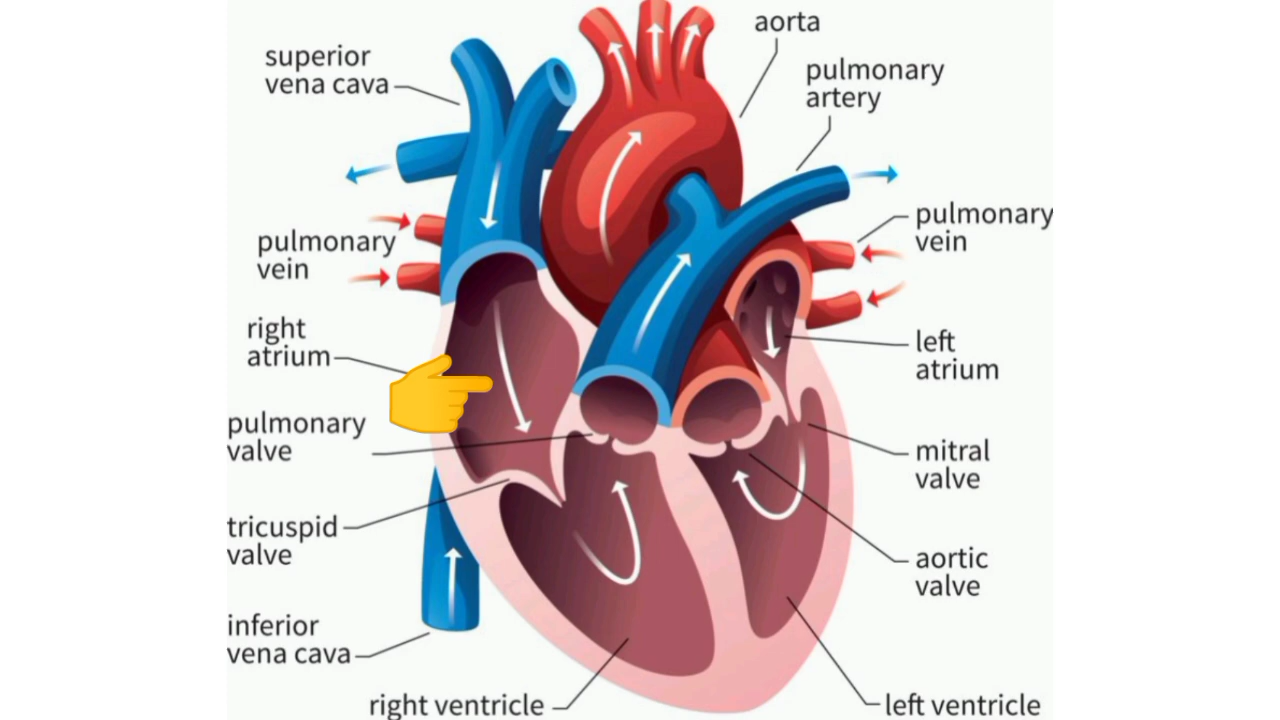 aorta
superior
vena cava
pulmonary
artery
pulmonary
vein
pulmonary
vein
right
atrium
left
atrium
pulmonary
valve
mitral
valve
tricuspid
valve
aortic
valve
inferior
vena cava
right ventricle
left ventricle